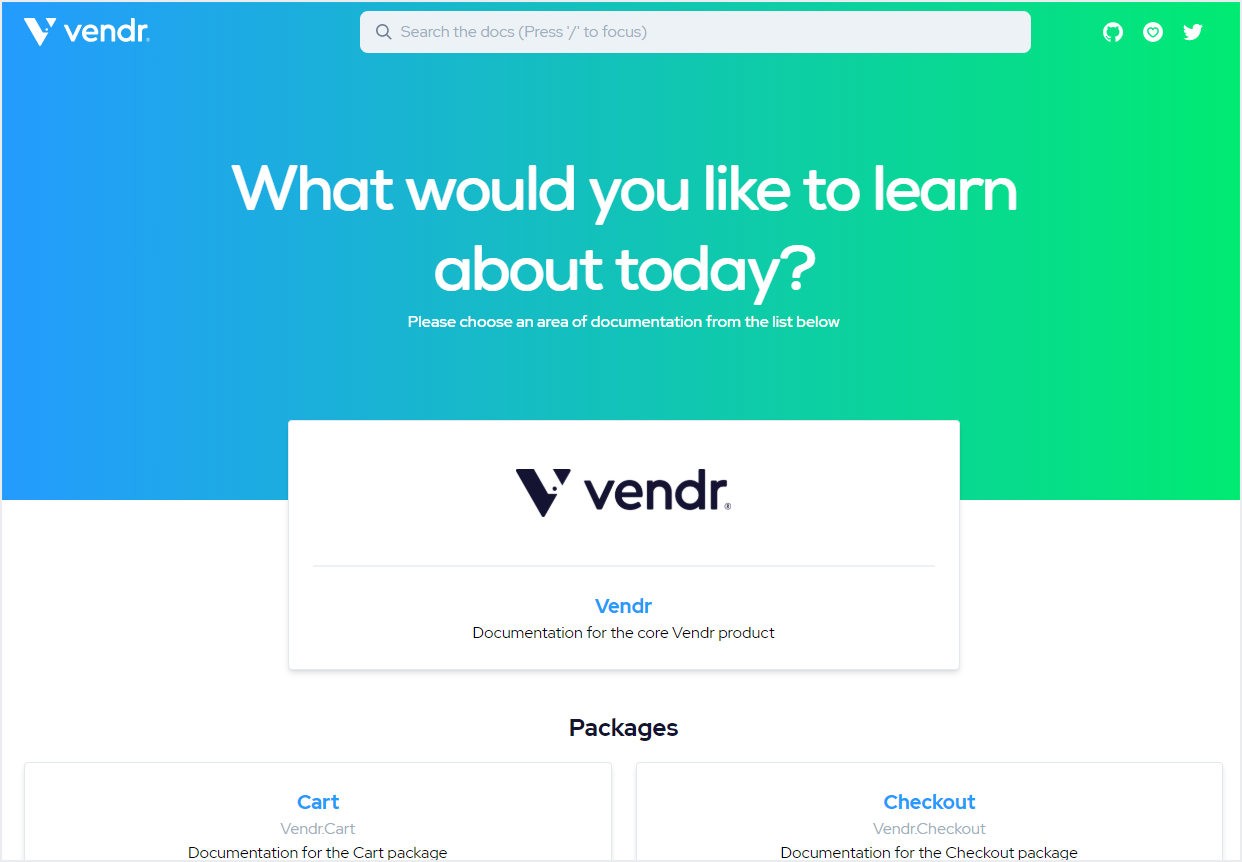 vendr.
Search the docs (Press '/' to focus)
What would you like to learn
about today?
Please choose an area of documentation from the list below
vendr.®
Vendr
Documentation for the core Vendr product
Packages
Cart
Vendr.Cart
Documentation for the Cart package
Checkout
Vendr.Checkout
Documentation for the Checkout package